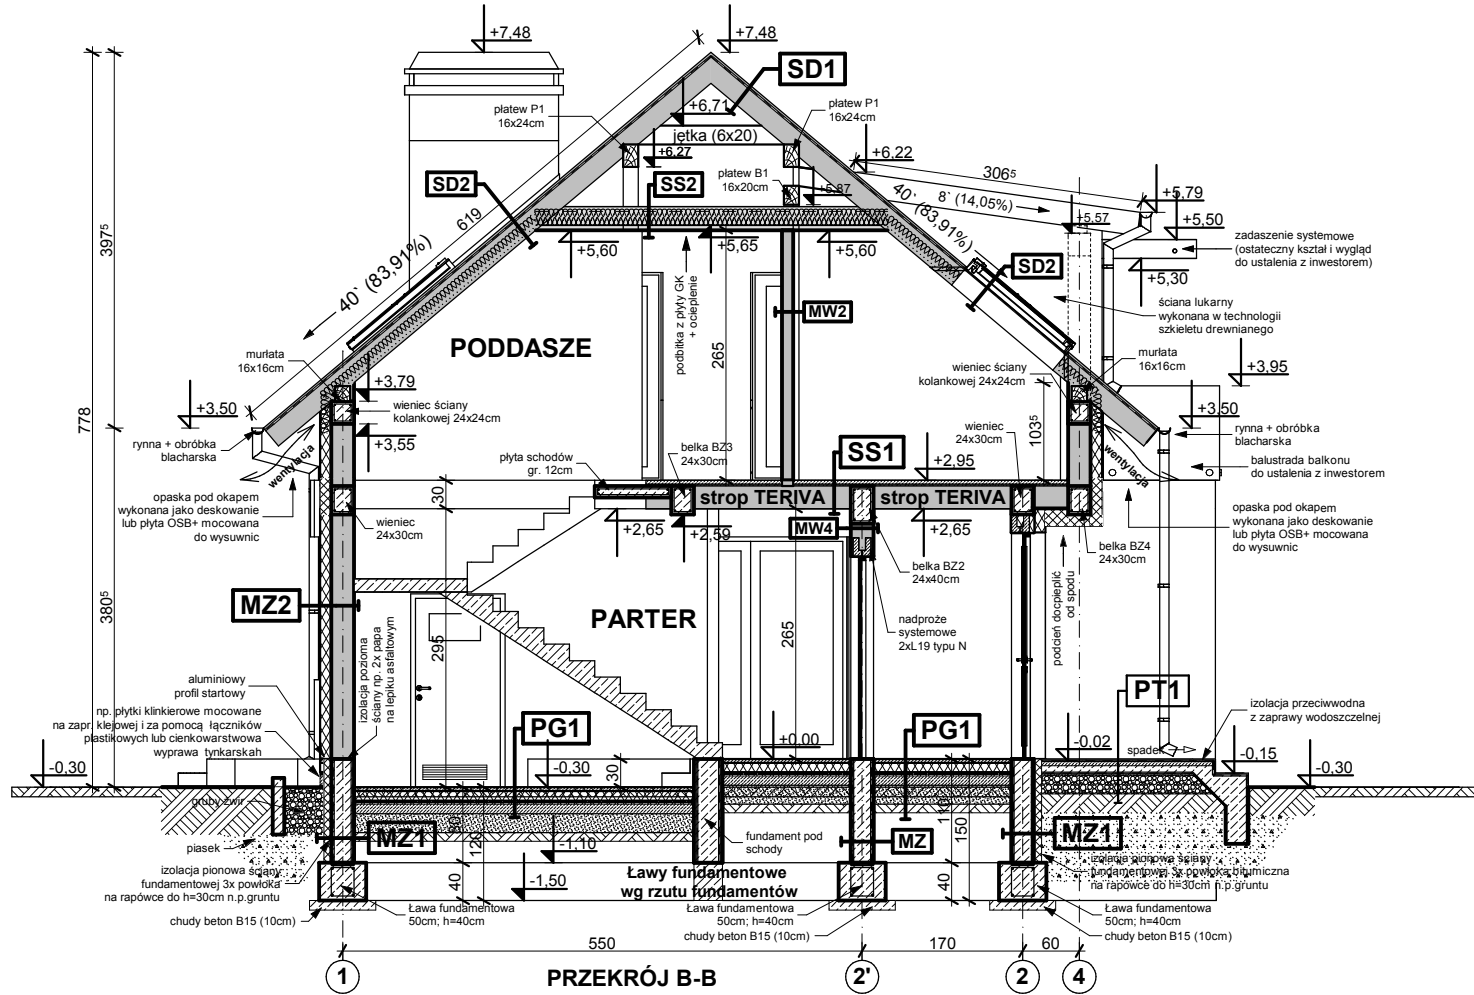 +7,48
+7,48
SD1
płatew P1
16x24cm
+6,71
płatew P1
16x24cm
jętka (6x20)
+6,27
+6,22
306⁵
SD2
SS2
płatew B1
16x20cm
+5,87
8` (14,05%)
+5,79
619
40` (83,91%)
+5,57
+5,50
zadaszenie systemowe
(ostateczny kształt i wygląd
do ustalenia z inwestorem)
397⁵
40` (83,91%)
+5,60
+5,65
+5,60
SD2
+5,30
ściana lukarny
wykonana w technologii
szkieletu drewnianego
podbitka z płyty GK
+ ocieplenie
MW2
PODDASZE
265
murłata
16x16cm
murłata
16x16cm
wieniec ściany
kolankowej 24x24cm
+3,79
+3,95
778
+3,50
wieniec ściany
kolankowej 24x24cm
103⁵
+3,50
rynna + obróbka
blacharska
+3,55
wieniec
24x30cm
rynna + obróbka
blacharska
wentylacja
belka BZ3
24x30cm
SS1
wentylacja
balustrada balkonu
do ustalenia z inwestorem
płyta schodów
gr. 12cm
+2,95
opaska pod okapem
wykonana jako deskowanie
lub płyta OSB+ mocowana
do wysuwnic
30
strop TERIVA
strop TERIVA
opaska pod okapem
wykonana jako deskowanie
lub płyta OSB+ mocowana
do wysuwnic
wieniec
24x30cm
+2,65
+2,59
MW4
+2,65
belka BZ4
24x30cm
belka BZ2
24x40cm
podcień docpieplić
od spodu
380⁵
MZ2
PARTER
295
265
nadproże
systemowe
2xL19 typu N
izolacja pozioma
ściany np. 2x papa
na lepiku asfaltowym
aluminiowy
profil startowy
PT1
np. płytki klinkierowe mocowane
na zapr. klejowej i za pomocą łączników
plastikowych lub cienkowarstwowa
wyprawa tynkarskah
PG1
PG1
izolacja przeciwwodna
z zaprawy wodoszczelnej
+0,00
-0,02
spadek
-0,15
-0,30
-0,30
30
-0,30
gruby żwir
80
120
110
150
piasek
MZ1
-1,10
fundament pod
schody
MZ
MZ1
izolacja pionowa ściany
fundamentowej 3x powłoka
na rapówce do h=30cm n.p.gruntu
izolacja pionowa ściany
fundamentowej 3x powłoka bitumiczna
na rapówce do h=30cm n.p.gruntu
40
-1,50
Ławy fundamentowe
wg rzutu fundamentów
40
chudy beton B15 (10cm)
Ława fundamentowa
50cm; h=40cm
Ława fundamentowa
50cm; h=40cm
chudy beton B15 (10cm)
Ława fundamentowa
50cm; h=40cm
chudy beton B15 (10cm)
550
170
60
1
2'
2
4
PRZEKRÓJ B-B